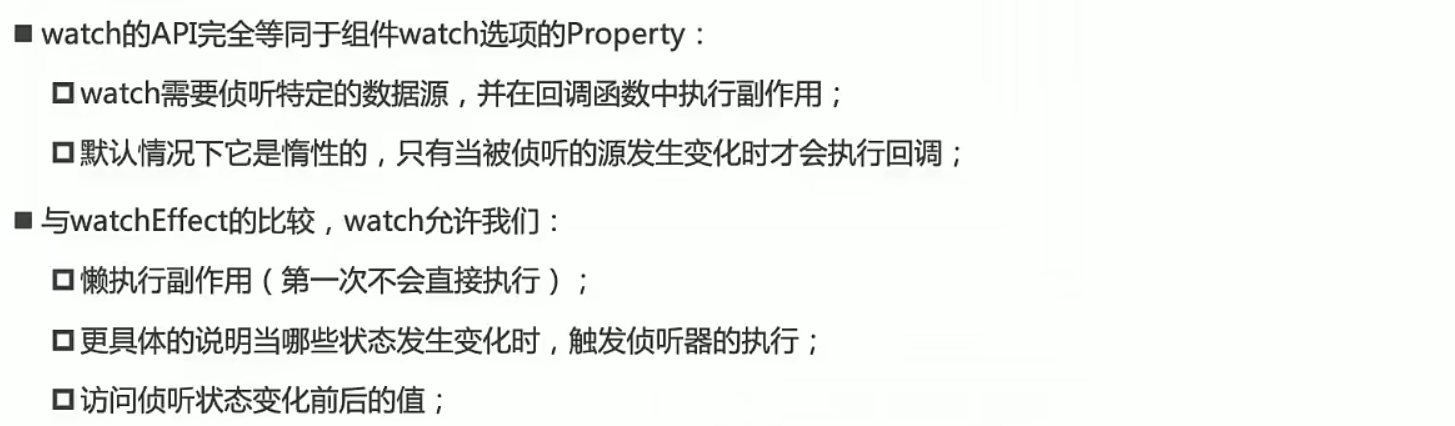 ■ watch的API完全等同于组件watch选项的Property：
□ watch需要侦听特定的数据源，并在回调函数中执行副作用；
□ 默认情况下它是惰性的，只有当被侦听的源发生变化时才会执行回调；
■ 与watchEffect的比较，watch允许我们：
□ 懒执行副作用（第一次不会直接执行）；
□ 更具体的说明当哪些状态发生变化时，触发侦听器的执行；
□ 访问侦听状态变化前后的值；